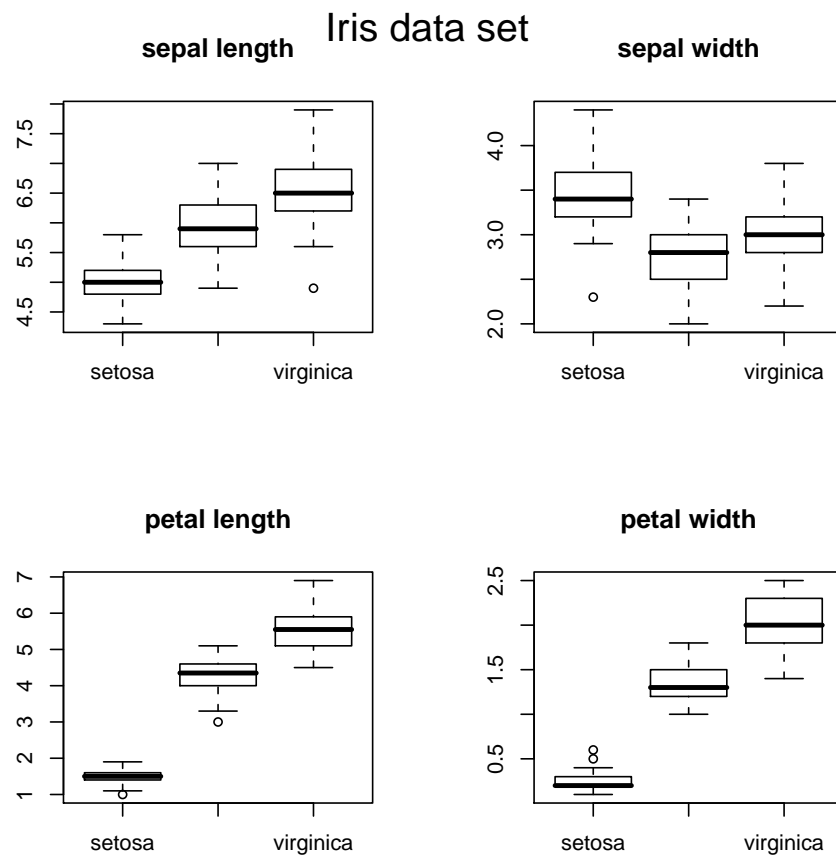 Iris data set
sepal length
7.5
6.5
5.5
4.5
setosa virginica
sepal width
4.0
3.0
2.0
setosa virginica
petal length
7
6
5
4
3
2
1
setosa virginica
petal width
2.5
1.5
0.5
setosa virginica